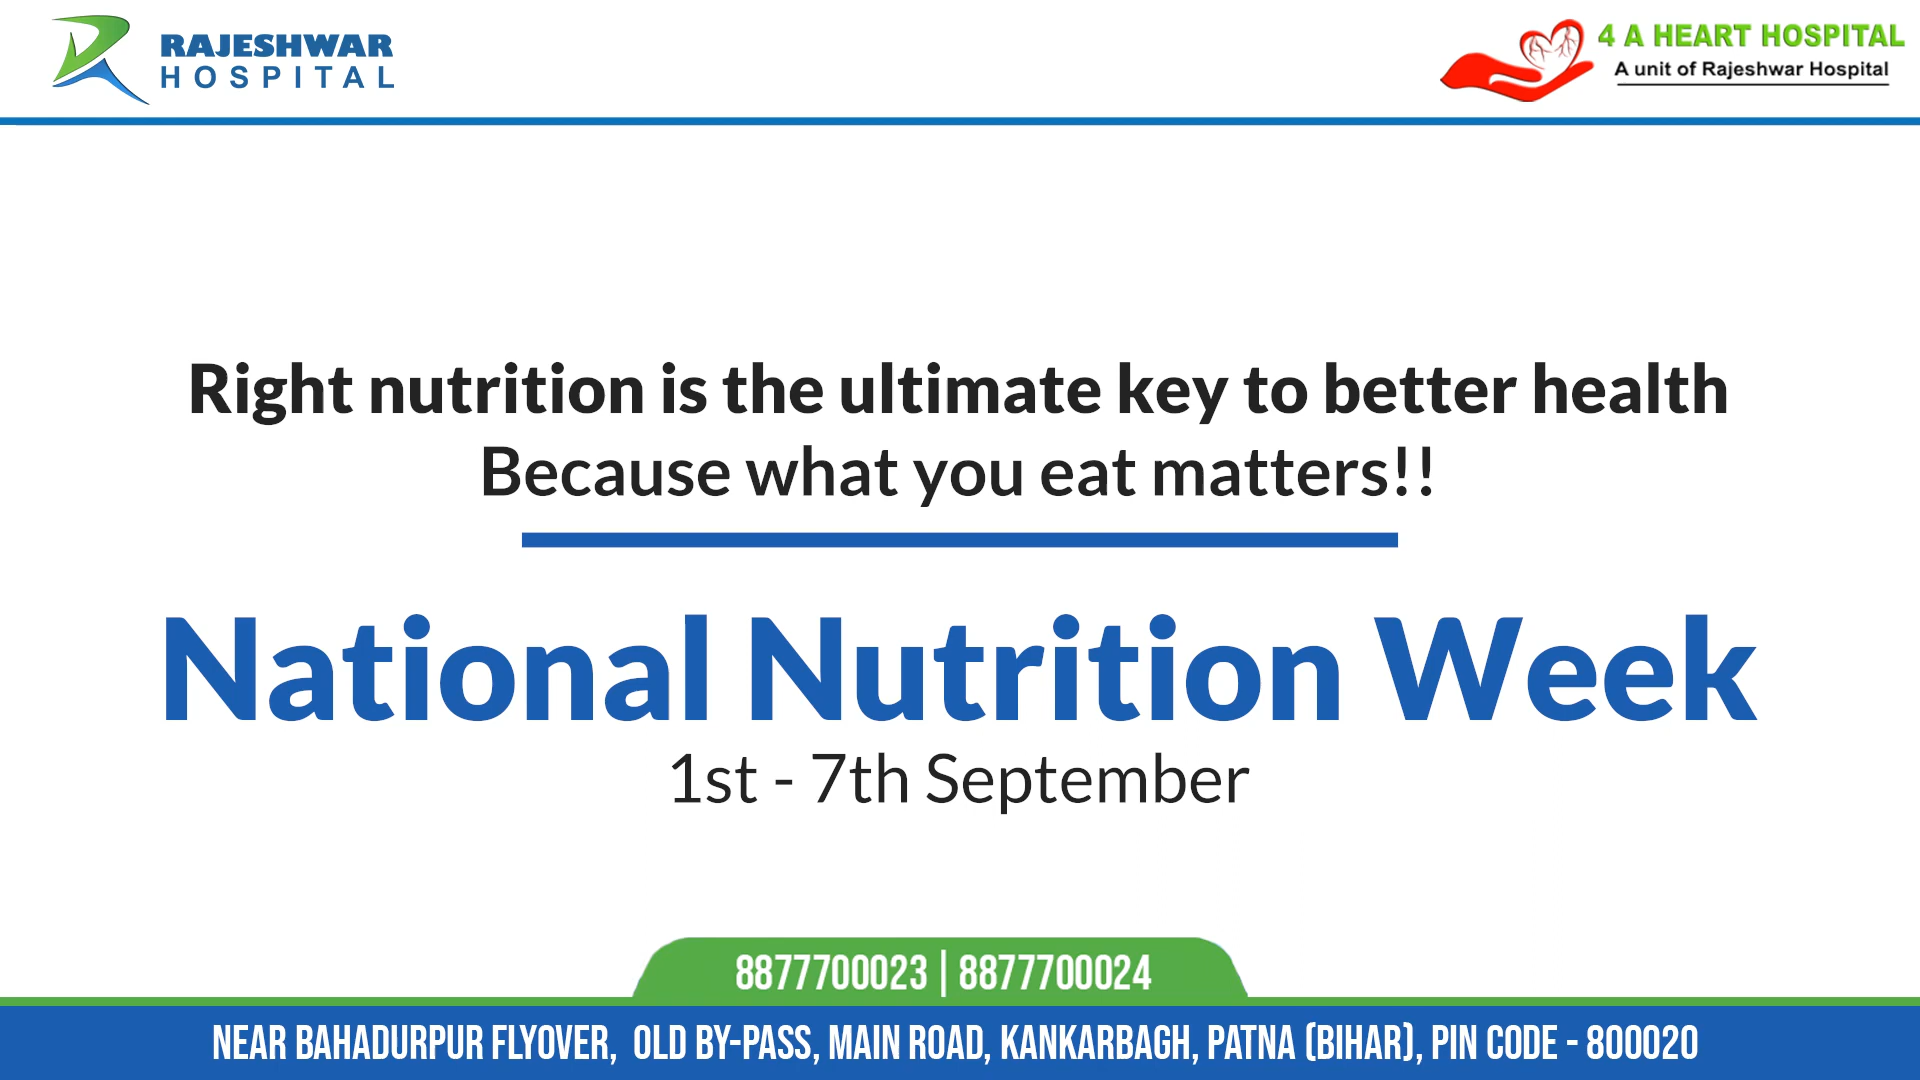 RAJESHWAR
HOSPITAL
4 A HEART HOSPITAL
A unit of Rajeshwar Hospital
Right nutrition is the ultimate key to better health
Because what you eat matters!!
National Nutrition Week
1st - 7th September
8877700023 | 8877700024
NEAR BAHADURPUR FLYOVER, OLD BY-PASS, MAIN ROAD, KANKARBAGH, PATNA (BIHAR), PIN CODE - 800020